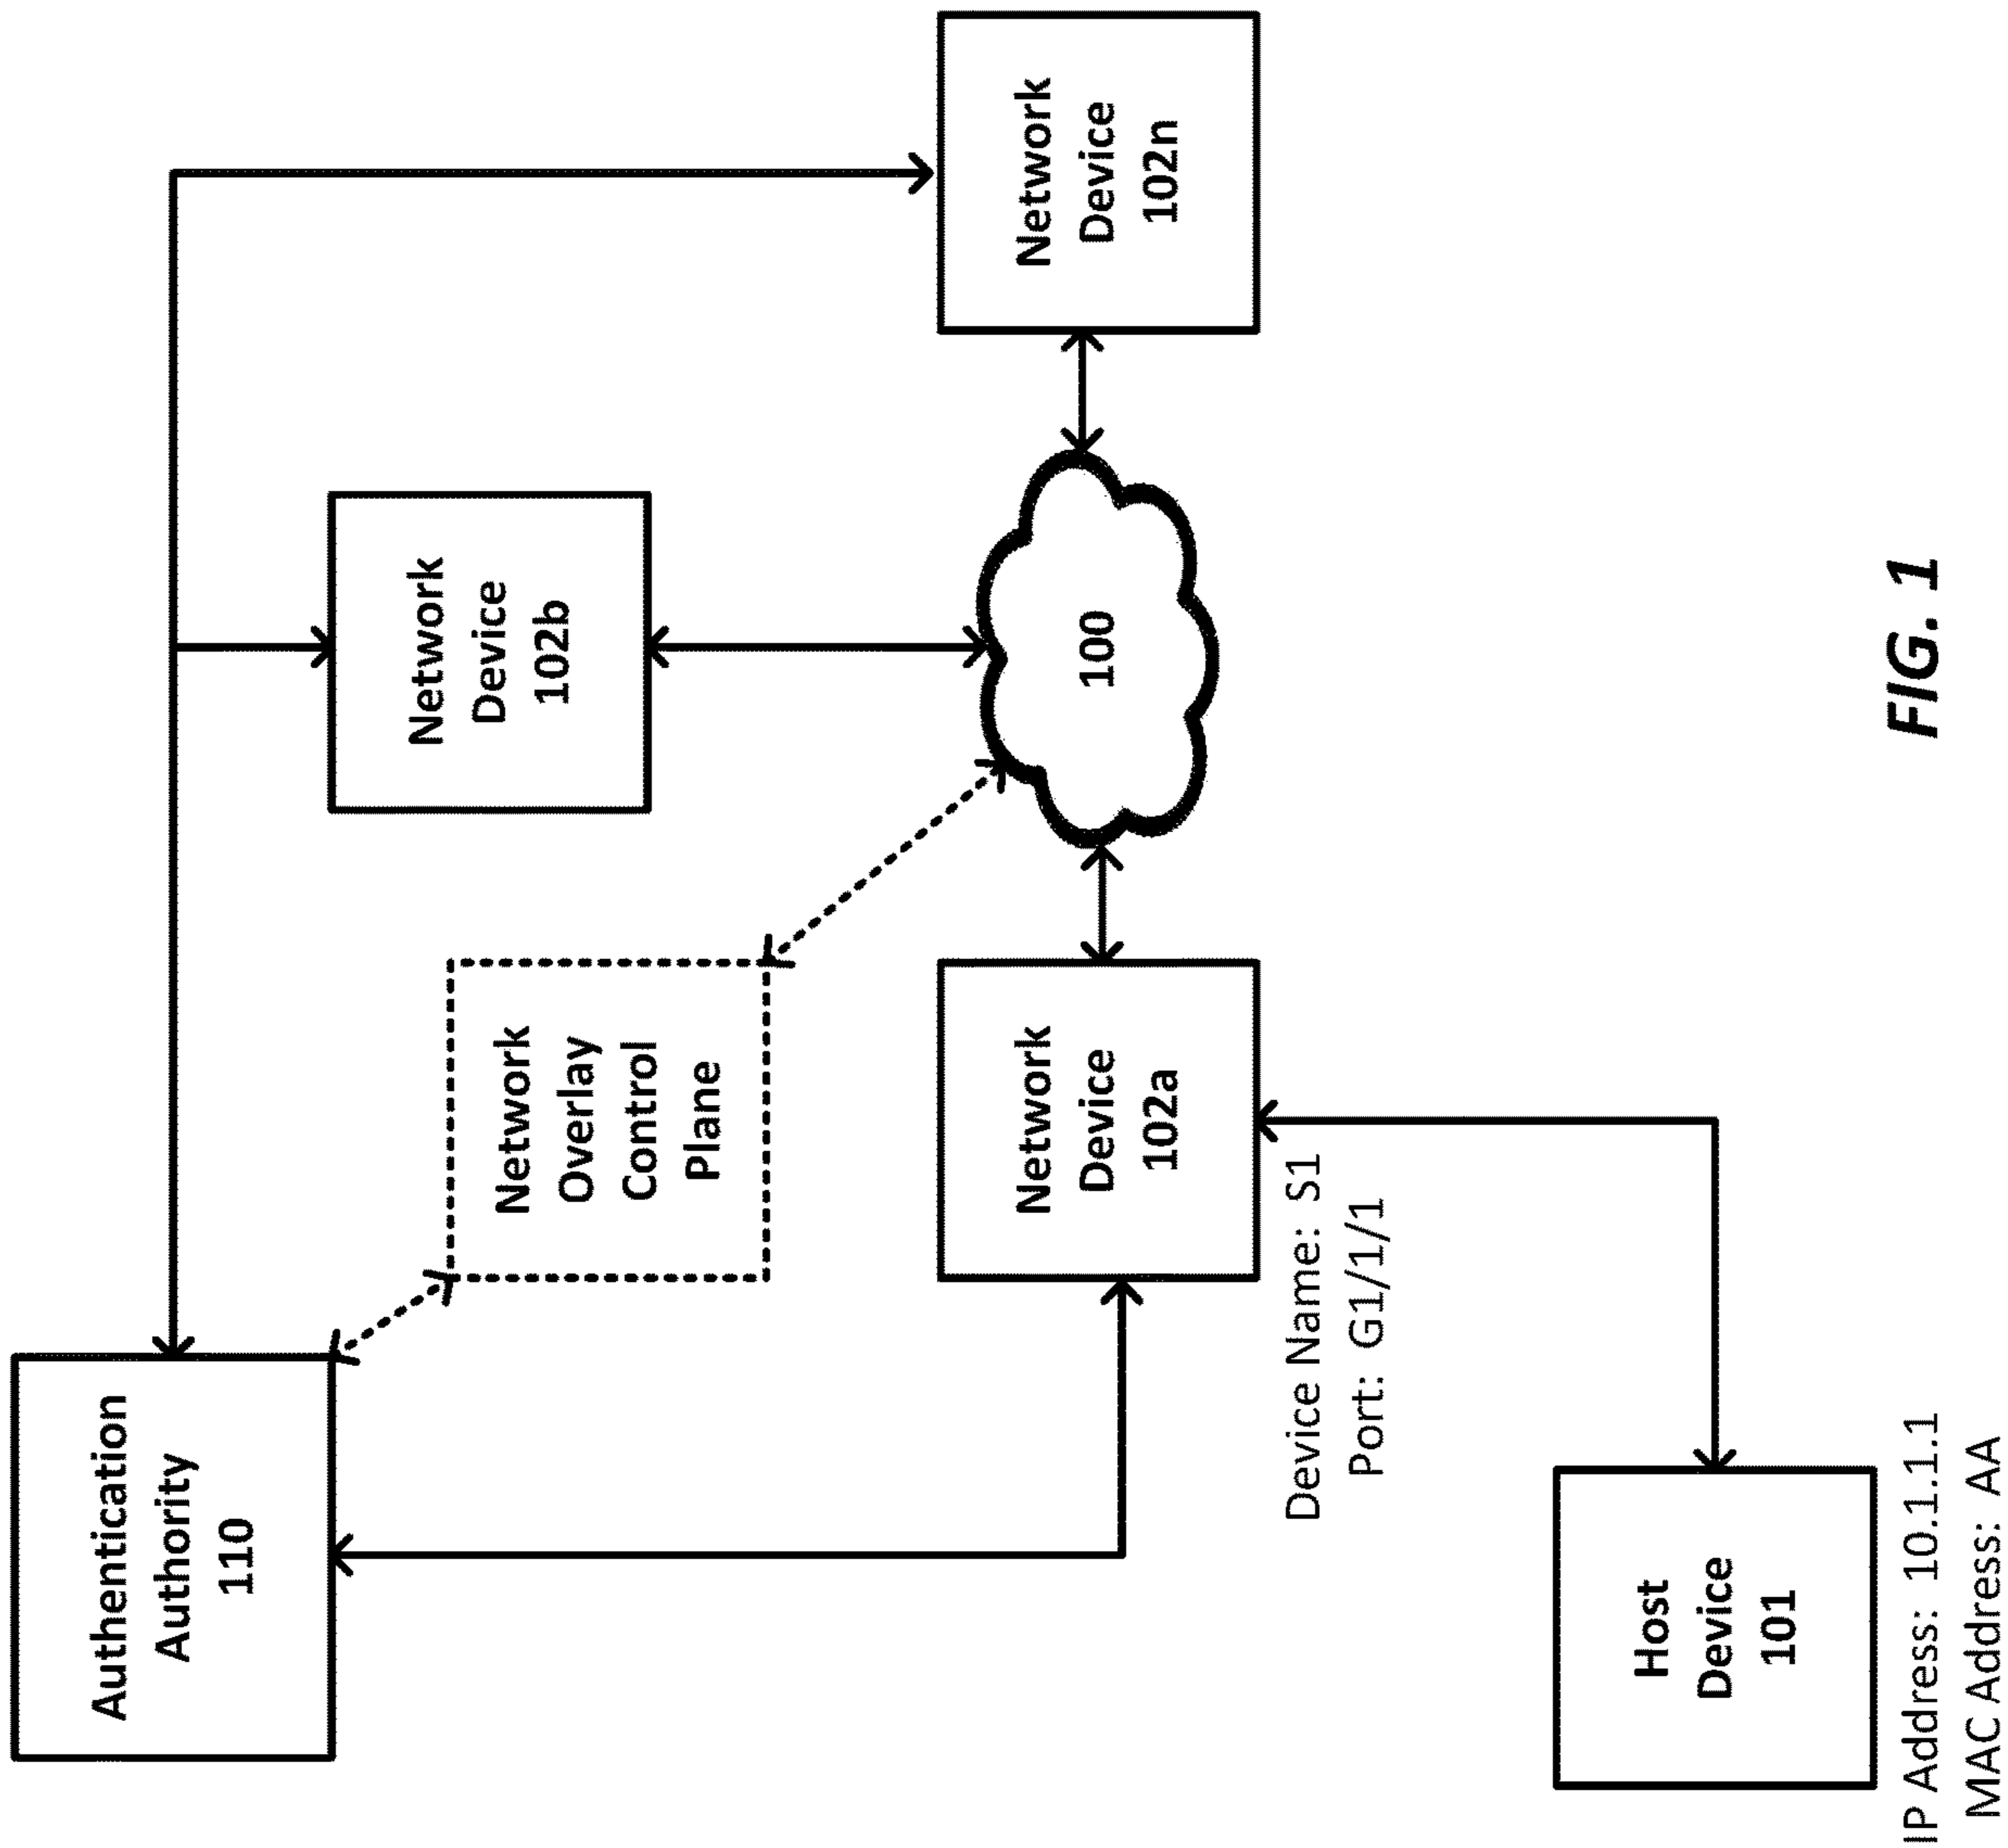 Authentication
Authority
110
Network
Device
102b
Network
Overlay
Control
Plane
Network
Device
102a
100
Network
Device
102n
Device Name: S1
Port: G1/1/1
Host
Device
101
IP Address: 10.1.1.1
MAC Address: AA
FIG. 1